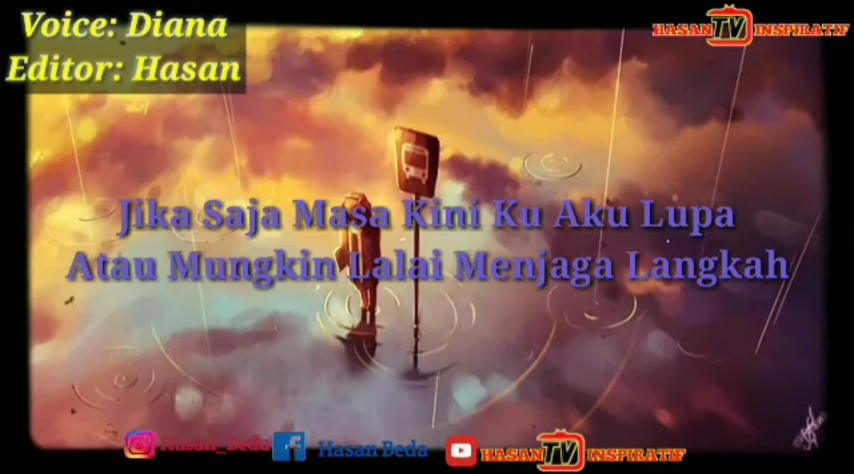 Voice: Diana
Editor: Hasan
HASAN TV INSPIRATIF
Jika Saja Masa Kini Ku Aku Lupa
Atau Mungkin Lalai Menjaga Langkah
Hasan_Beda
Hasan Beda
HASAN TV INSPIRATIF